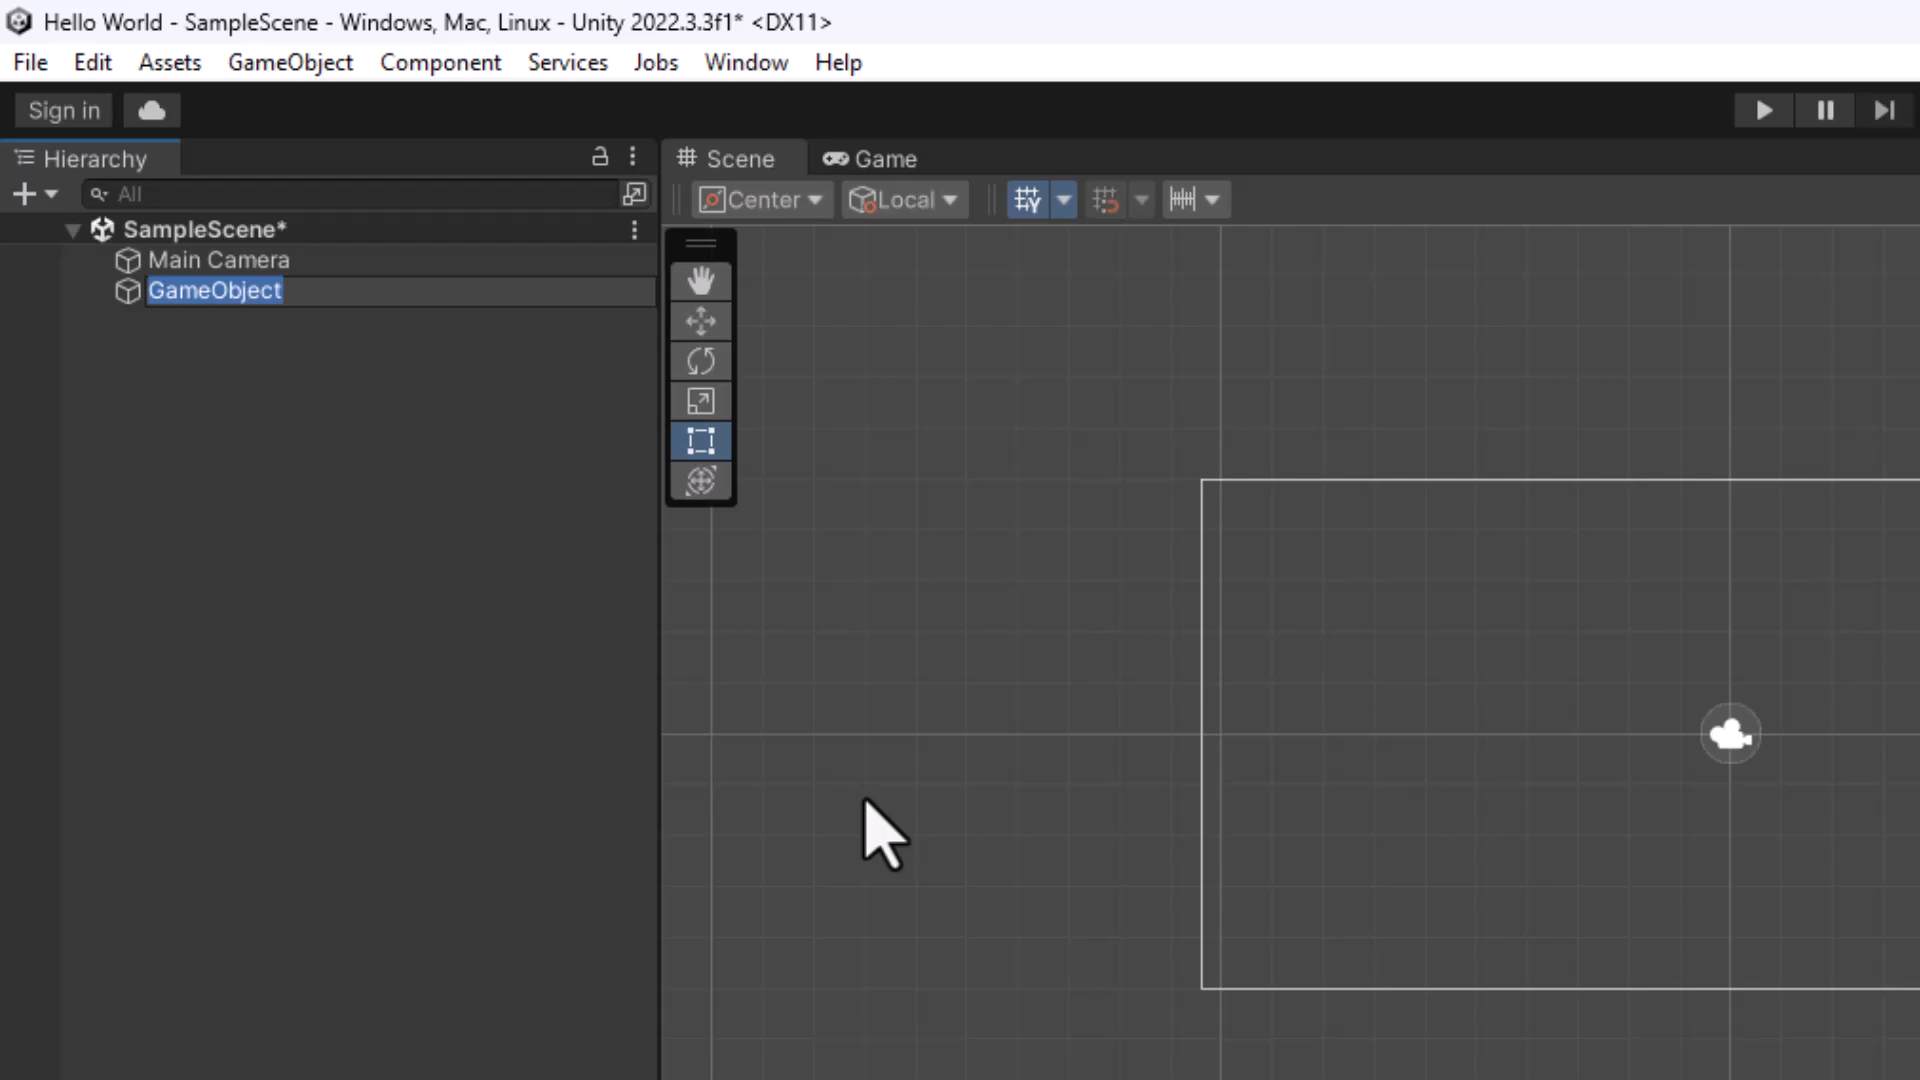 Hello World - SampleScene - Windows, Mac, Linux - Unity 2022.3.3f1* <DX11>
File Edit Assets GameObject Component Services Jobs Window Help
Sign in
Hierarchy
Scene Game
All
Center Local
SampleScene*
Main Camera
GameObject